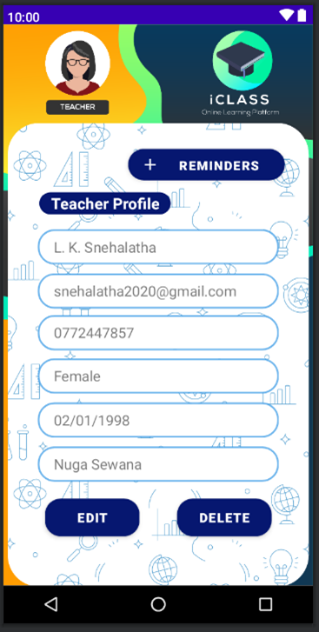 10:00
TEACHER
iCLASS
Online Learning Platform
+ REMINDERS
Teacher Profile
L. K. Snehalatha
snehalatha2020@gmail.com
0772447857
Female
02/01/1998
Nuga Sewana
EDIT
DELETE